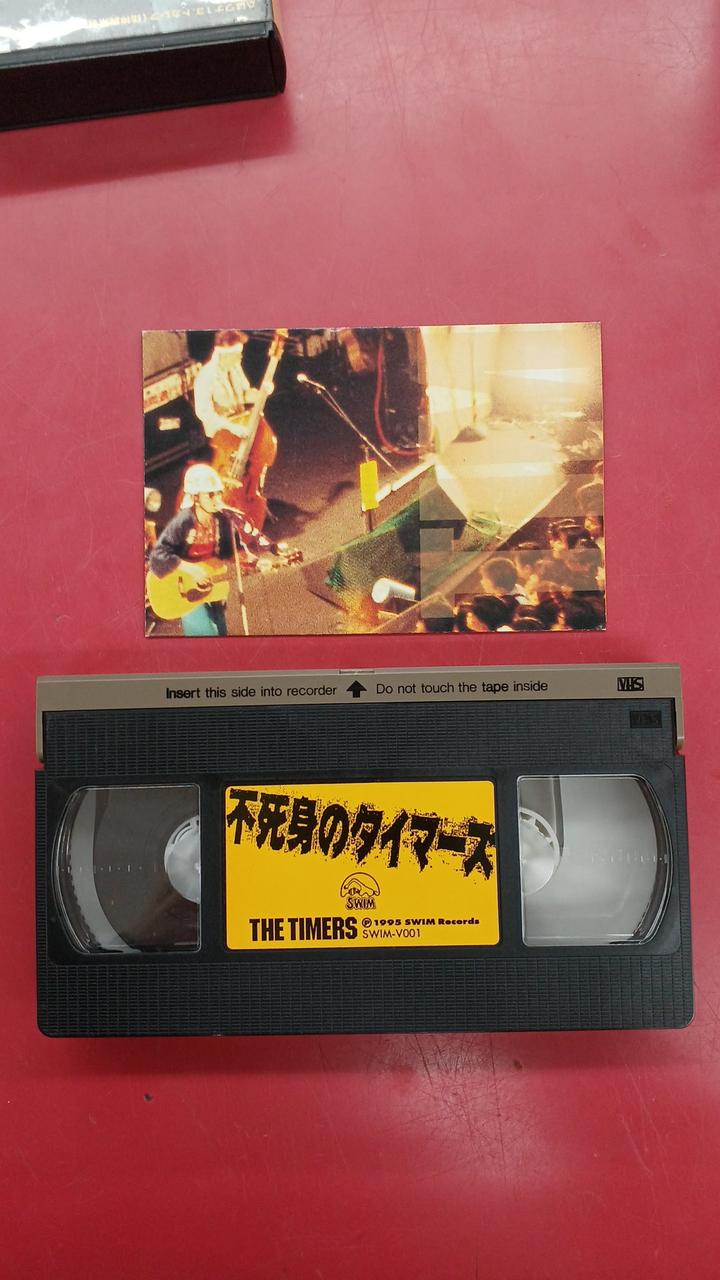 Insert this side into recorder ↑ Do not touch the tape inside
VHS
VHS
不死身のタイマーズ
SWIM
THE TIMERS ℗ 1995 SWIM Records
SWIM-V001